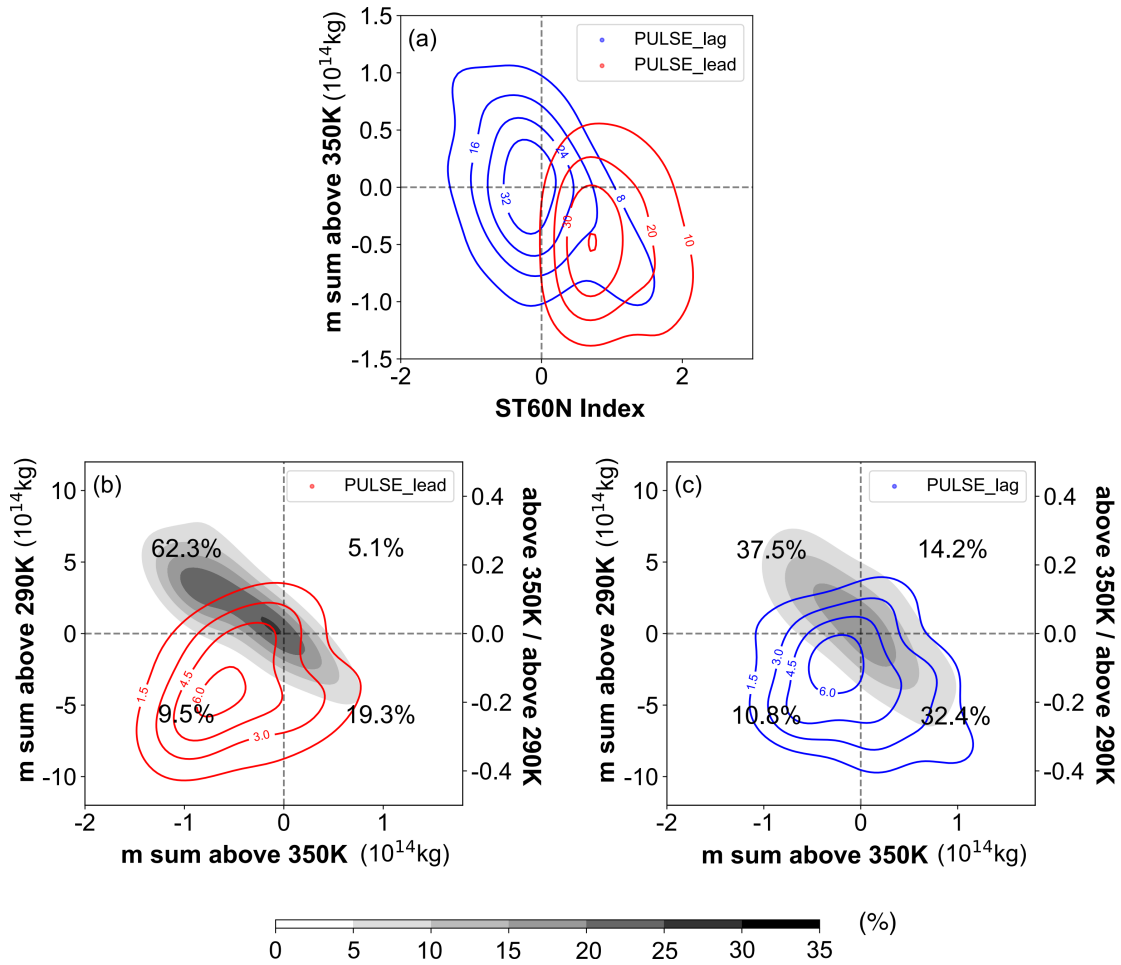 (a)
PULSE_lag
PULSE_lead
m sum above 350K (10^14kg)
1.5
1.0
0.5
0.0
-0.5
-1.0
-1.5
16
24
32
8
30
20
10
-2 0 2
ST60N Index
(b)
PULSE_lead
m sum above 290K (10^14kg)
10
5
0
-5
-10
62.3%
5.1%
9.5%
19.3%
1.5
4.5
6.0
3.0
0.4
0.2
0.0
-0.2
-0.4
above 350K / above 290K
-2 -1 0 1
m sum above 350K (10^14kg)
(c)
PULSE_lag
m sum above 290K (10^14kg)
10
5
0
-5
-10
37.5%
14.2%
10.8%
32.4%
1.5
3.0
4.5
6.0
0.4
0.2
0.0
-0.2
-0.4
above 350K / above 290K
-2 -1 0 1
m sum above 350K (10^14kg)
(%)
0 5 10 15 20 25 30 35